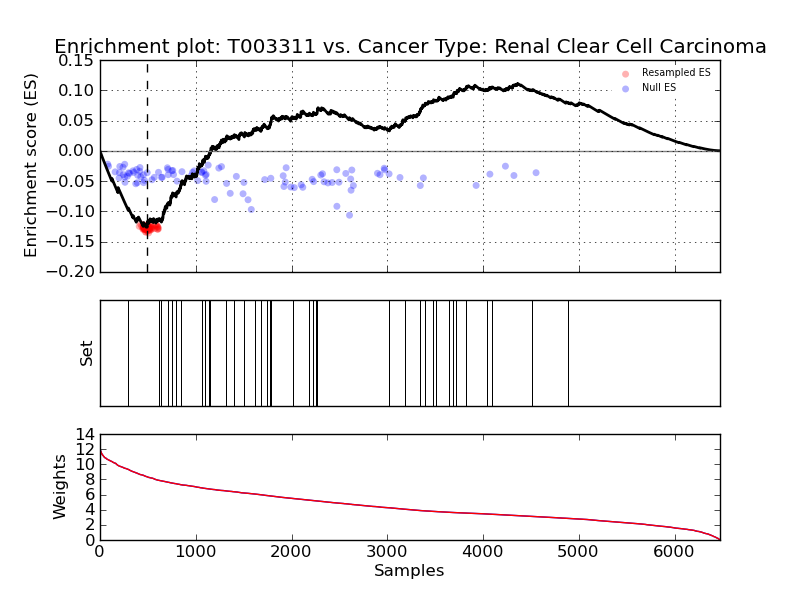 Enrichment plot: T003311 vs. Cancer Type: Renal Clear Cell Carcinoma
0.15
0.10
0.05
0.00
−0.05
−0.10
−0.15
−0.20
Enrichment score (ES)
Resampled ES
Null ES
Set
14
12
10
8
6
4
2
0
Weights
0 1000 2000 3000 4000 5000 6000
Samples